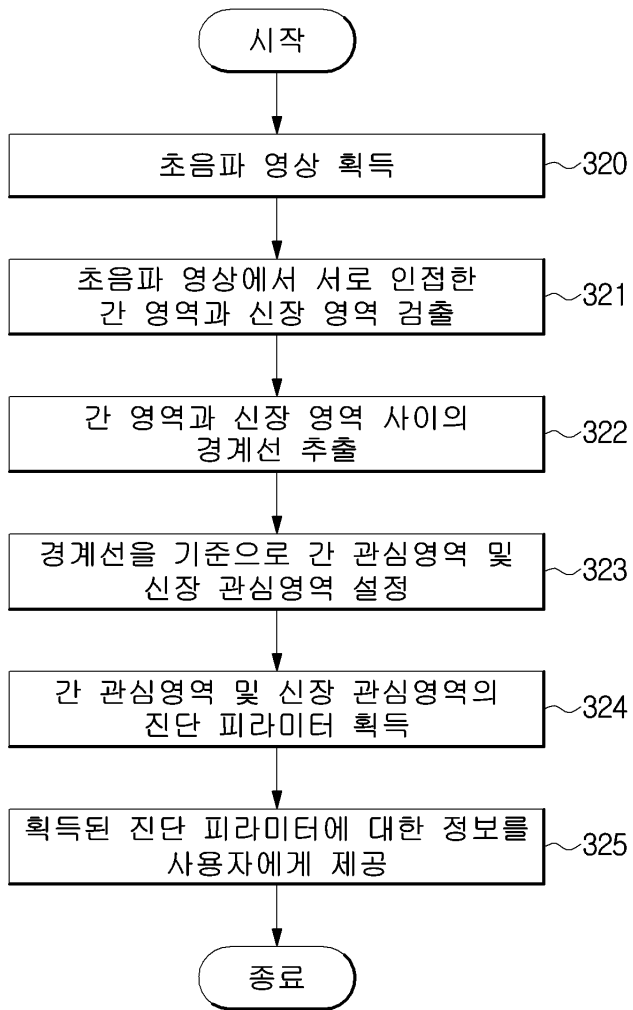 시작
초음파 영상 획득
320
초음파 영상에서 서로 인접한
간 영역과 신장 영역 검출
321
간 영역과 신장 영역 사이의
경계선 추출
322
경계선을 기준으로 간 관심영역 및
신장 관심영역 설정
323
간 관심영역 및 신장 관심영역의
진단 피라미터 획득
324
획득된 진단 피라미터에 대한 정보를
사용자에게 제공
325
종료